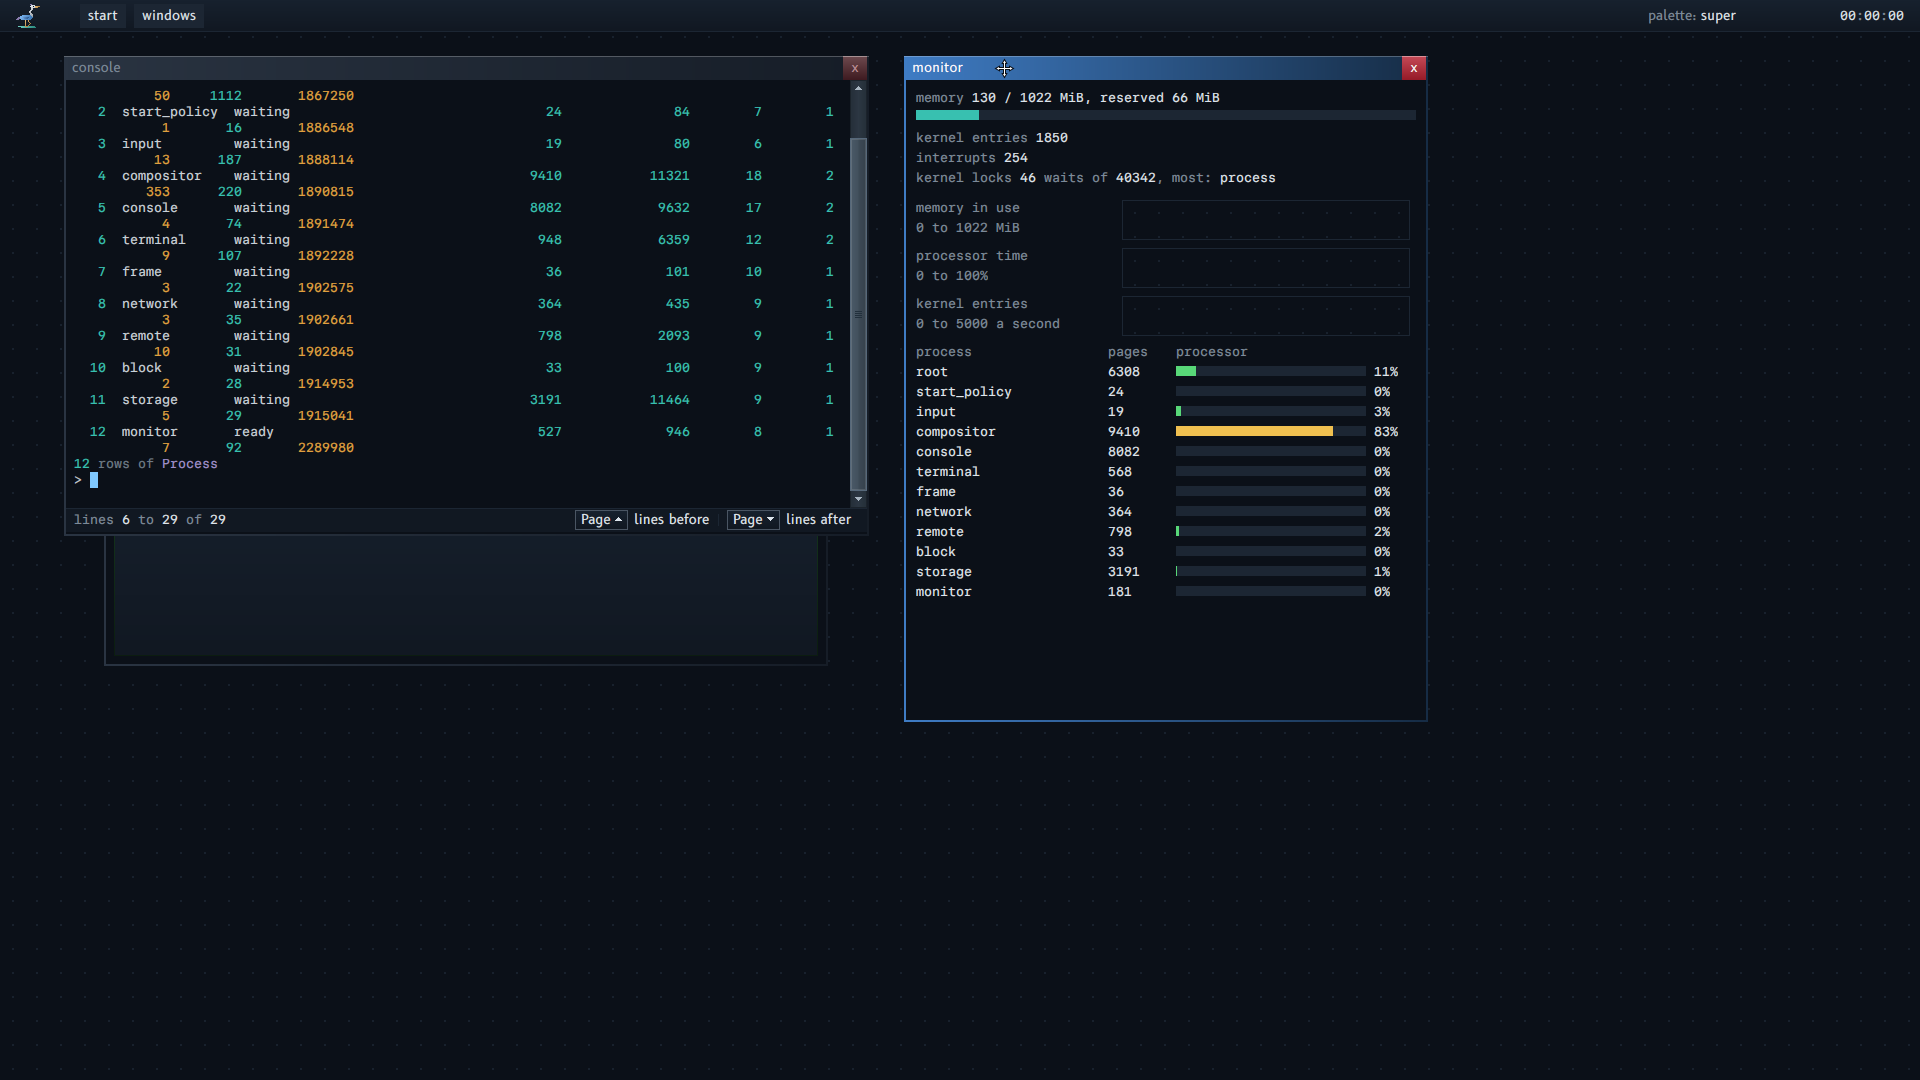 start windows palette: super 00:00:00
console x
50 1112 1867250
2 start_policy waiting 24 84 7 1
1 16 1886548
3 input waiting 19 80 6 1
13 187 1888114
4 compositor waiting 9410 11321 18 2
353 220 1890815
5 console waiting 8082 9632 17 2
4 74 1891474
6 terminal waiting 948 6359 12 2
9 107 1892228
7 frame waiting 36 101 10 1
3 22 1902575
8 network waiting 364 435 9 1
3 35 1902661
9 remote waiting 798 2093 9 1
10 31 1902845
10 block waiting 33 100 9 1
2 28 1914953
11 storage waiting 3191 11464 9 1
5 29 1915041
12 monitor ready 527 946 8 1
7 92 2289980
12 rows of Process
>
lines 6 to 29 of 29 Page lines before Page lines after
monitor x
memory 130 / 1022 MiB, reserved 66 MiB
kernel entries 1850
interrupts 254
kernel locks 46 waits of 40342, most: process
memory in use
0 to 1022 MiB
processor time
0 to 100%
kernel entries
0 to 5000 a second
process pages processor
root 6308 11%
start_policy 24 0%
input 19 3%
compositor 9410 83%
console 8082 0%
terminal 568 0%
frame 36 0%
network 364 0%
remote 798 2%
block 33 0%
storage 3191 1%
monitor 181 0%